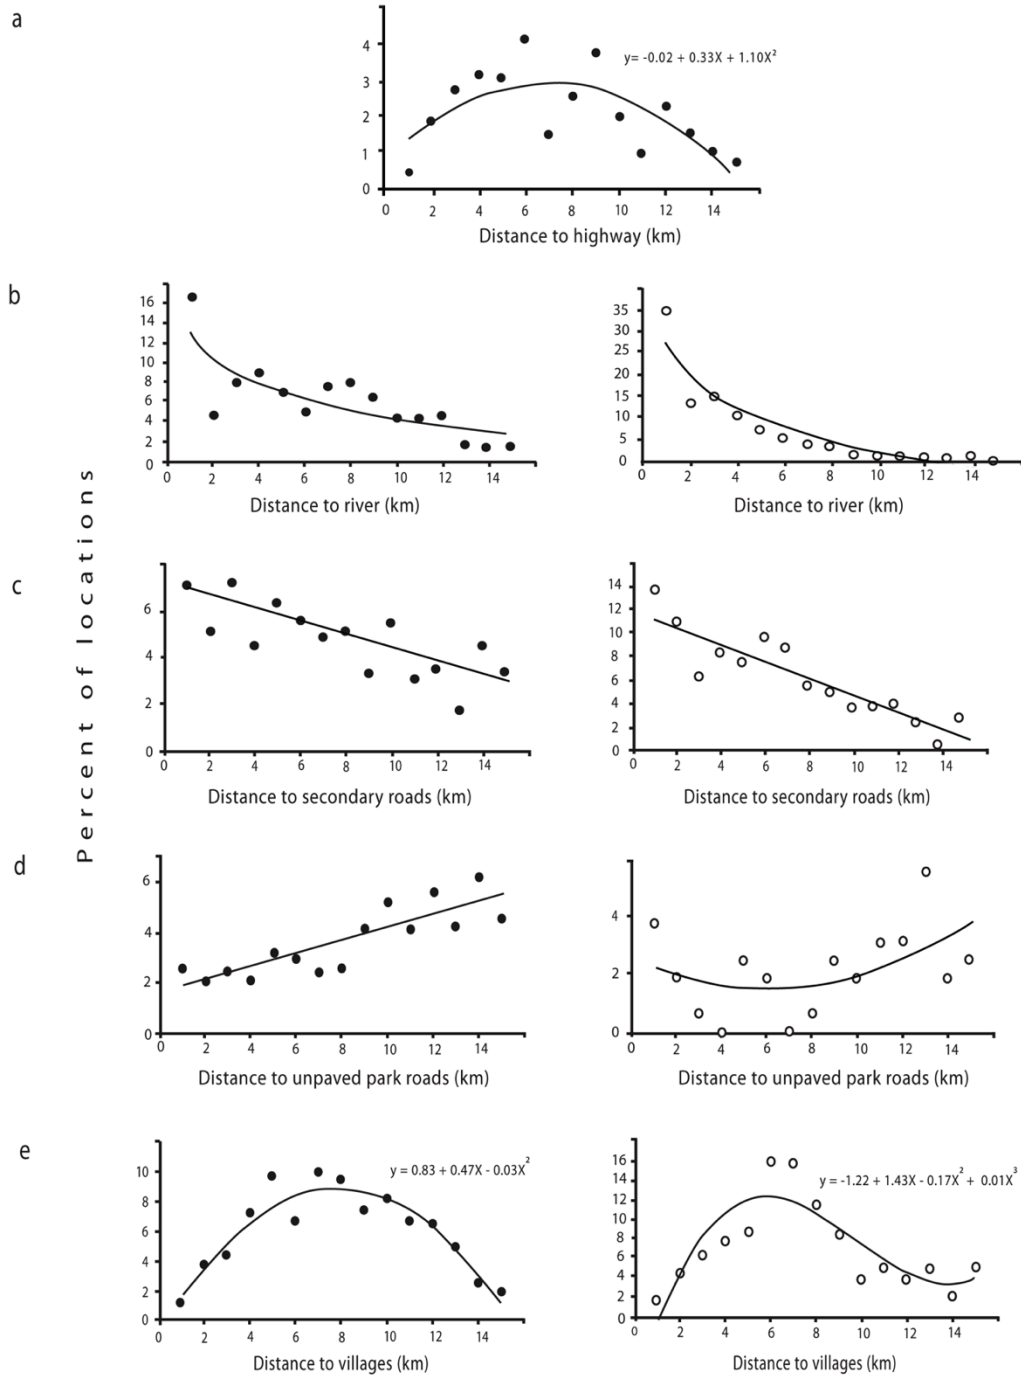 a
4
3
2
1
0
y= -0.02 + 0.33X + 1.10X²
0 2 4 6 8 10 12 14
Distance to highway (km)
Percent of locations
b
16
14
12
10
8
6
4
2
0
0 2 4 6 8 10 12 14
Distance to river (km)
35
30
25
20
15
10
5
0
0 2 4 6 8 10 12 14
Distance to river (km)
c
6
4
2
0
0 2 4 6 8 10 12 14
Distance to secondary roads (km)
14
12
10
8
6
4
2
0
0 2 4 6 8 10 12 14
Distance to secondary roads (km)
d
6
4
2
0
0 2 4 6 8 10 12 14
Distance to unpaved park roads (km)
4
2
0
0 2 4 6 8 10 12 14
Distance to unpaved park roads (km)
e
10
8
6
4
2
0
y = 0.83 + 0.47X - 0.03X²
0 2 4 6 8 10 12 14
Distance to villages (km)
16
14
12
10
8
6
4
2
0
y = -1.22 + 1.43X - 0.17X² + 0.01X³
0 2 4 6 8 10 12 14
Distance to villages (km)